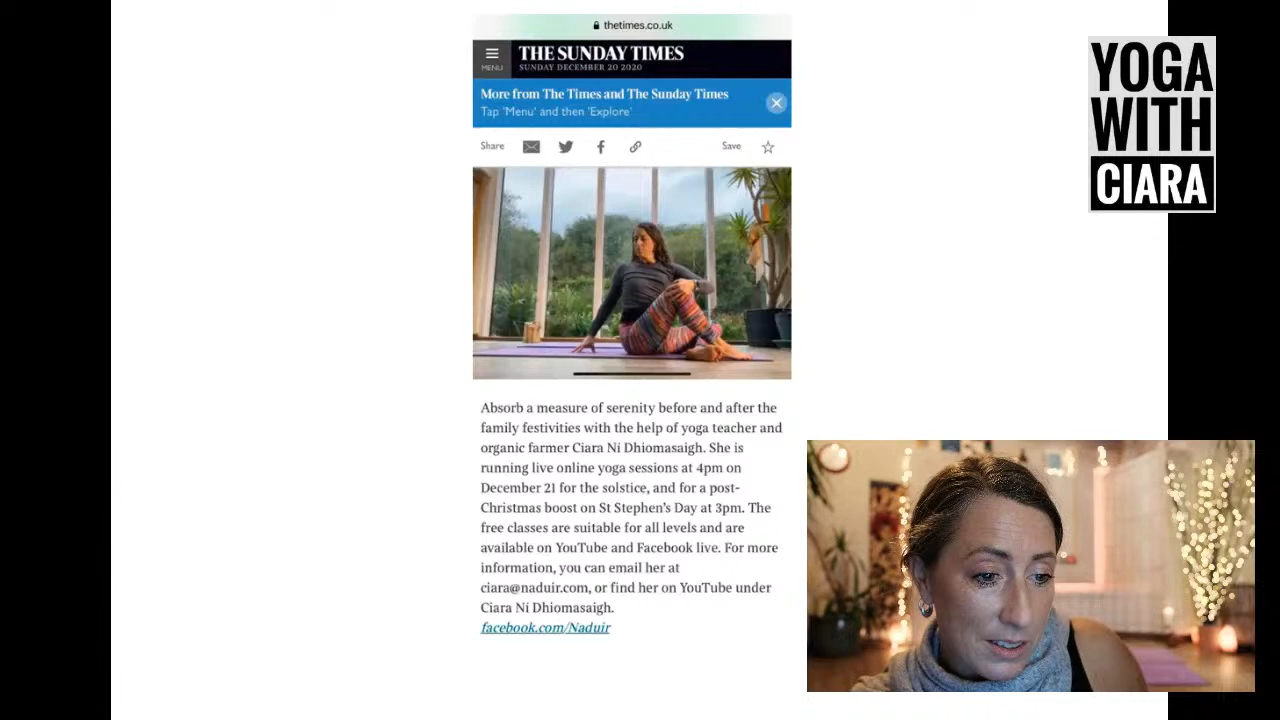 thetimes.co.uk
MENU
THE SUNDAY TIMES
SUNDAY DECEMBER 20 2020
More from The Times and The Sunday Times
Tap 'Menu' and then 'Explore'
Share
Save
YOGA
WITH
CIARA
Absorb a measure of serenity before and after the
family festivities with the help of yoga teacher and
organic farmer Ciara Ní Dhiomasaigh. She is
running live online yoga sessions at 4pm on
December 21 for the solstice, and for a post-
Christmas boost on St Stephen's Day at 3pm. The
free classes are suitable for all levels and are
available on YouTube and Facebook live. For more
information, you can email her at
ciara@naduir.com, or find her on YouTube under
Ciara Ní Dhiomasaigh.
facebook.com/Naduir